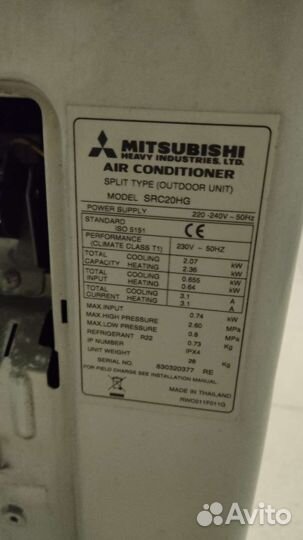 MITSUBISHI
HEAVY INDUSTRIES, LTD.
AIR CONDITIONER
SPLIT TYPE (OUTDOOR UNIT)
MODEL SRC20HG
POWER SUPPLY 220 -240V ~ 50Hz
STANDARD
ISO 5151 CE
PERFORMANCE
(CLIMATE CLASS T1) 230V ~ 50HZ
TOTAL COOLING 2.07 kW
CAPACITY HEATING 2.36 kW
TOTAL COOLING 0.655 kW
INPUT HEATING 0.64 kW
TOTAL COOLING 3.1 A
CURRENT HEATING 3.1 A
MAX.INPUT 0.74 kW
MAX.HIGH PRESSURE 2.60 MPa
MAX.LOW PRESSURE 0.8 MPa
REFRIGERANT R22 0.73 Kg
IP NUMBER IPX4
UNIT WEIGHT 28 Kg
SERIAL NO. 830320377 RE
FOR FIELD CHARGE SEE INSTALLATION MANUAL.
MADE IN THAILAND
RWC011F011G
Avito